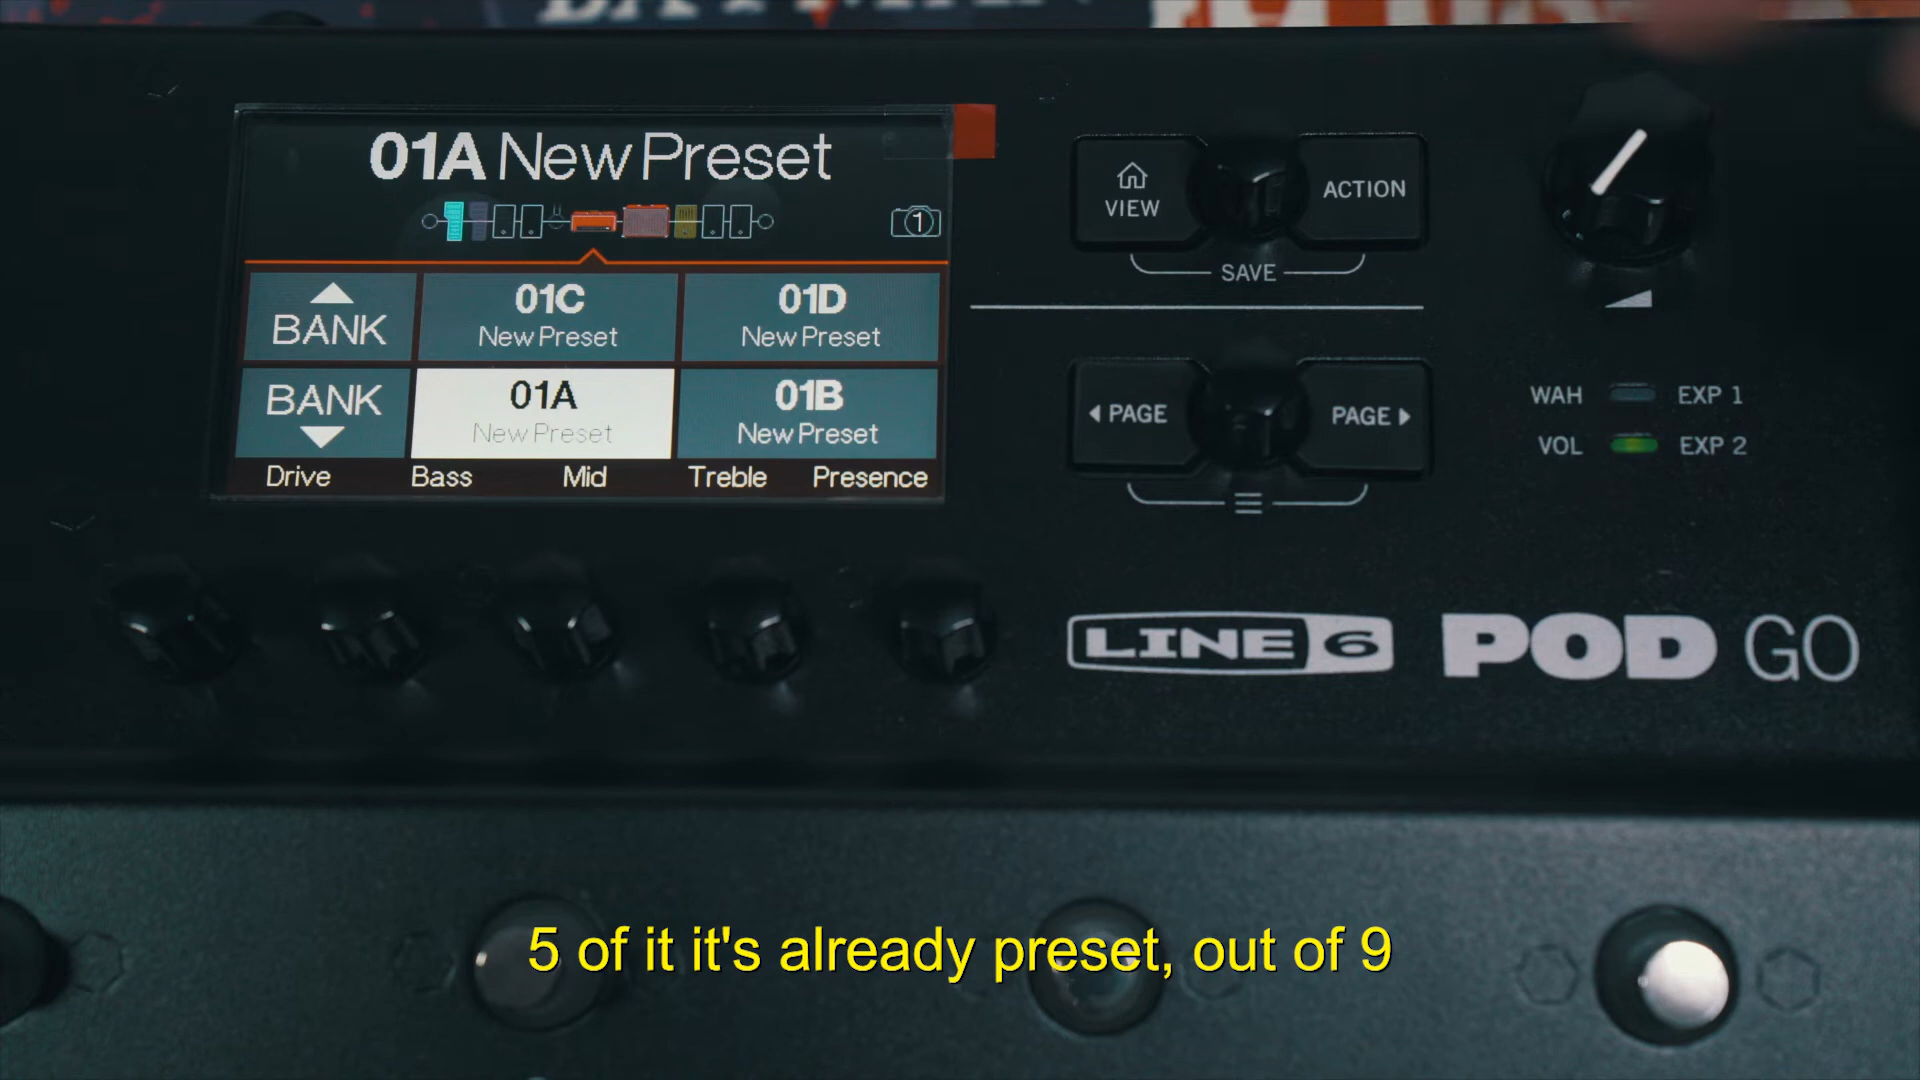 BATMAN
01A New Preset
1
BANK
01C
New Preset
01D
New Preset
BANK
01A
New Preset
01B
New Preset
Drive Bass Mid Treble Presence
VIEW
ACTION
SAVE
PAGE
PAGE
WAH EXP 1
VOL EXP 2
LINE 6 POD GO
5 of it it's already preset, out of 9